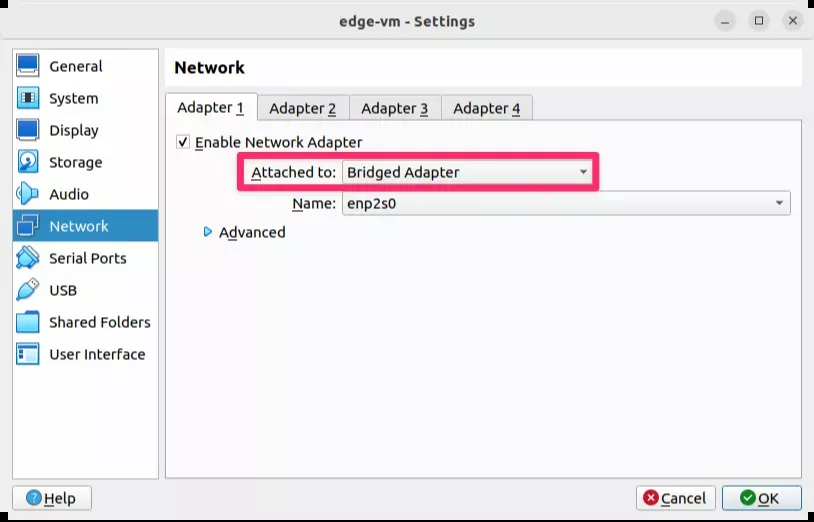 edge-vm - Settings
General
System
Display
Storage
Audio
Network
Serial Ports
USB
Shared Folders
User Interface
Network
Adapter 1 Adapter 2 Adapter 3 Adapter 4
Enable Network Adapter
Attached to: Bridged Adapter
Name: enp2s0
Advanced
Help Cancel OK